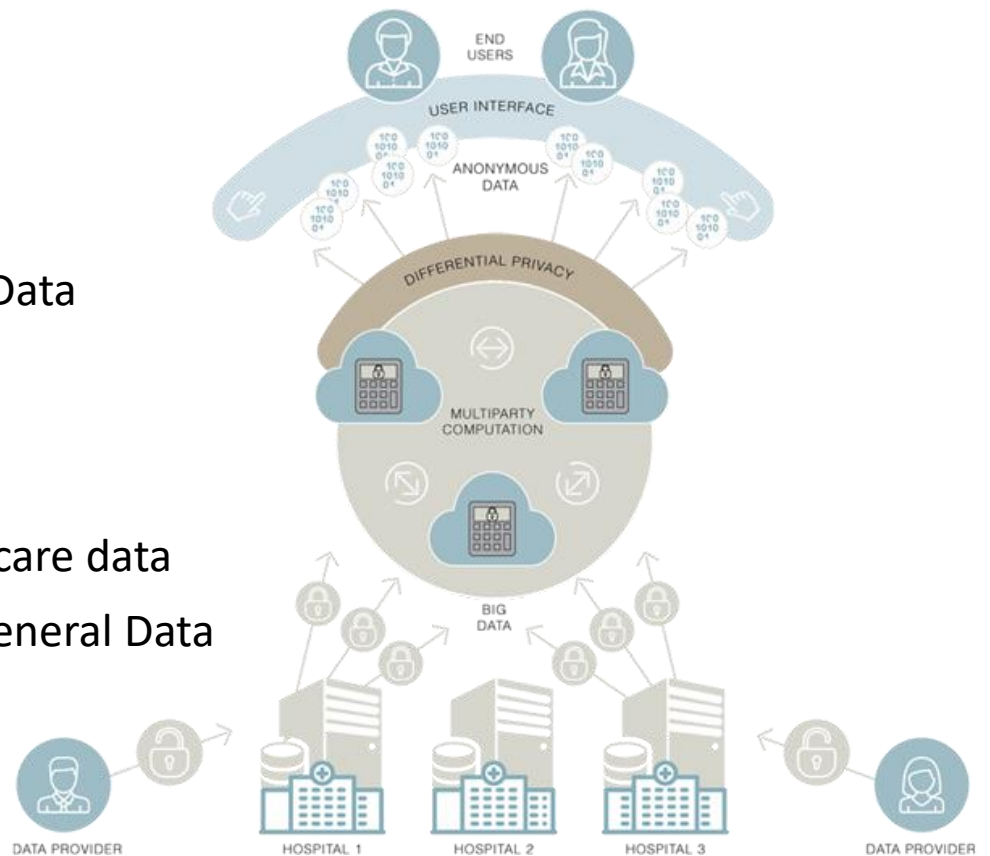 END
USERS
USER INTERFACE
ANONYMOUS
DATA
DIFFERENTIAL PRIVACY
Data
MULTIPARTY
COMPUTATION
care data
BIG
DATA
eneral Data
DATA PROVIDER
HOSPITAL 1
HOSPITAL 2
HOSPITAL 3
DATA PROVIDER